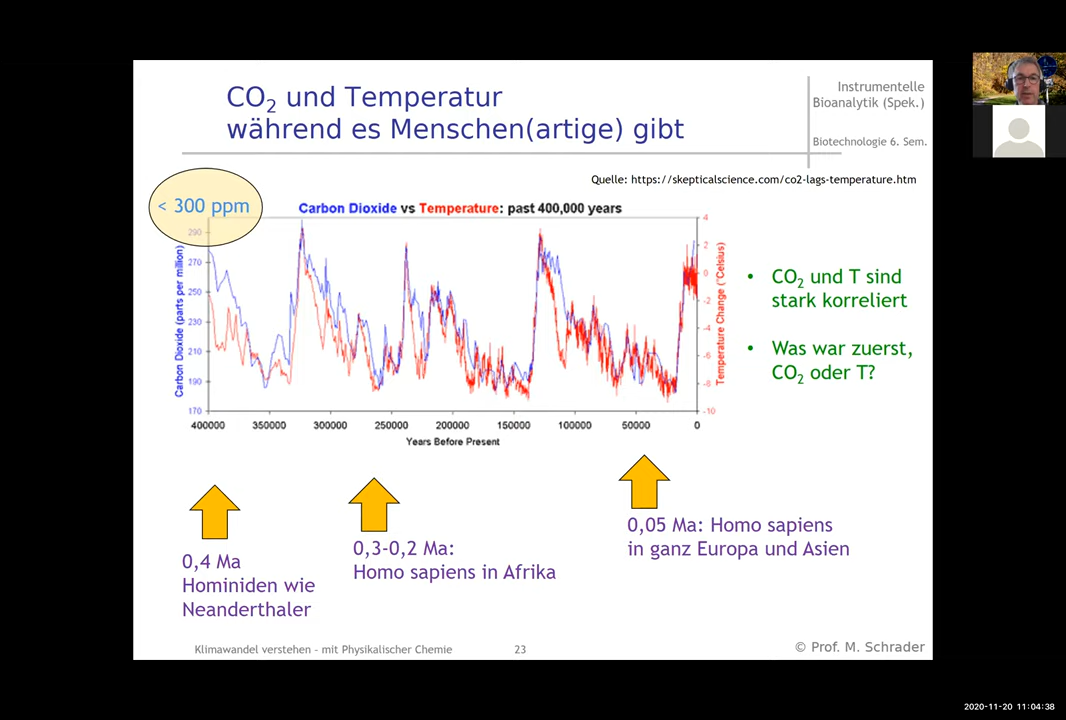 CO2 und Temperatur
während es Menschen(artige) gibt
Instrumentelle
Bioanalytik (Spek.)
Biotechnologie 6. Sem.
Quelle: https://skepticalscience.com/co2-lags-temperature.htm
< 300 ppm
Carbon Dioxide vs Temperature: past 400,000 years
Carbon Dioxide (parts per million)
290
270
250
230
210
190
170
4
2
0
-2
-4
-6
-8
-10
Temperature Change (°Celsius)
400000 350000 300000 250000 200000 150000 100000 50000 0
Years Before Present
• CO2 und T sind
stark korreliert
• Was war zuerst,
CO2 oder T?
0,4 Ma
Hominiden wie
Neanderthaler
0,3-0,2 Ma:
Homo sapiens in Afrika
0,05 Ma: Homo sapiens
in ganz Europa und Asien
Klimawandel verstehen - mit Physikalischer Chemie
23
© Prof. M. Schrader
2020-11-20 11:04:38